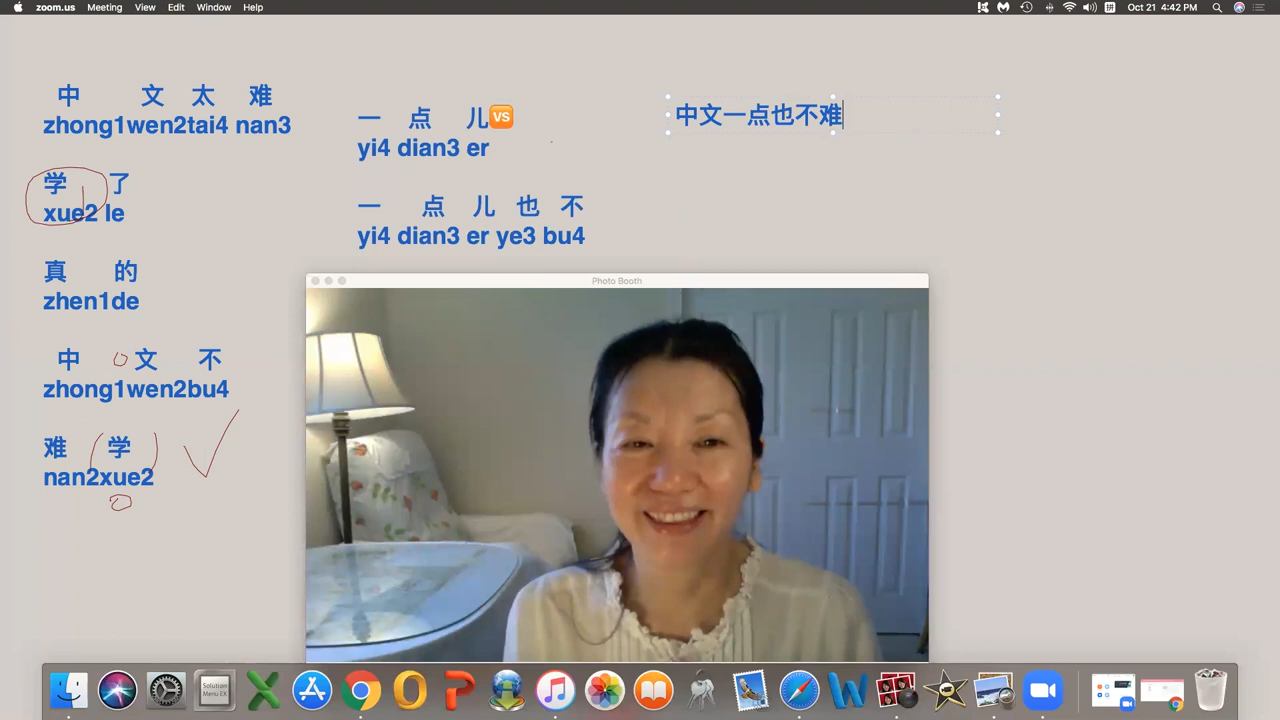 zoom.us Meeting View Edit Window Help
Oct 21 4:42 PM
中 文 太 难
zhong1wen2tai4 nan3
学 了
xue2 le
真 的
zhen1de
中 文 不
zhong1wen2bu4
难 学
nan2xue2
一 点 儿🆚
yi4 dian3 er
一 点 儿 也 不
yi4 dian3 er ye3 bu4
中文一点也不难
Photo Booth
Solution
Menu EK